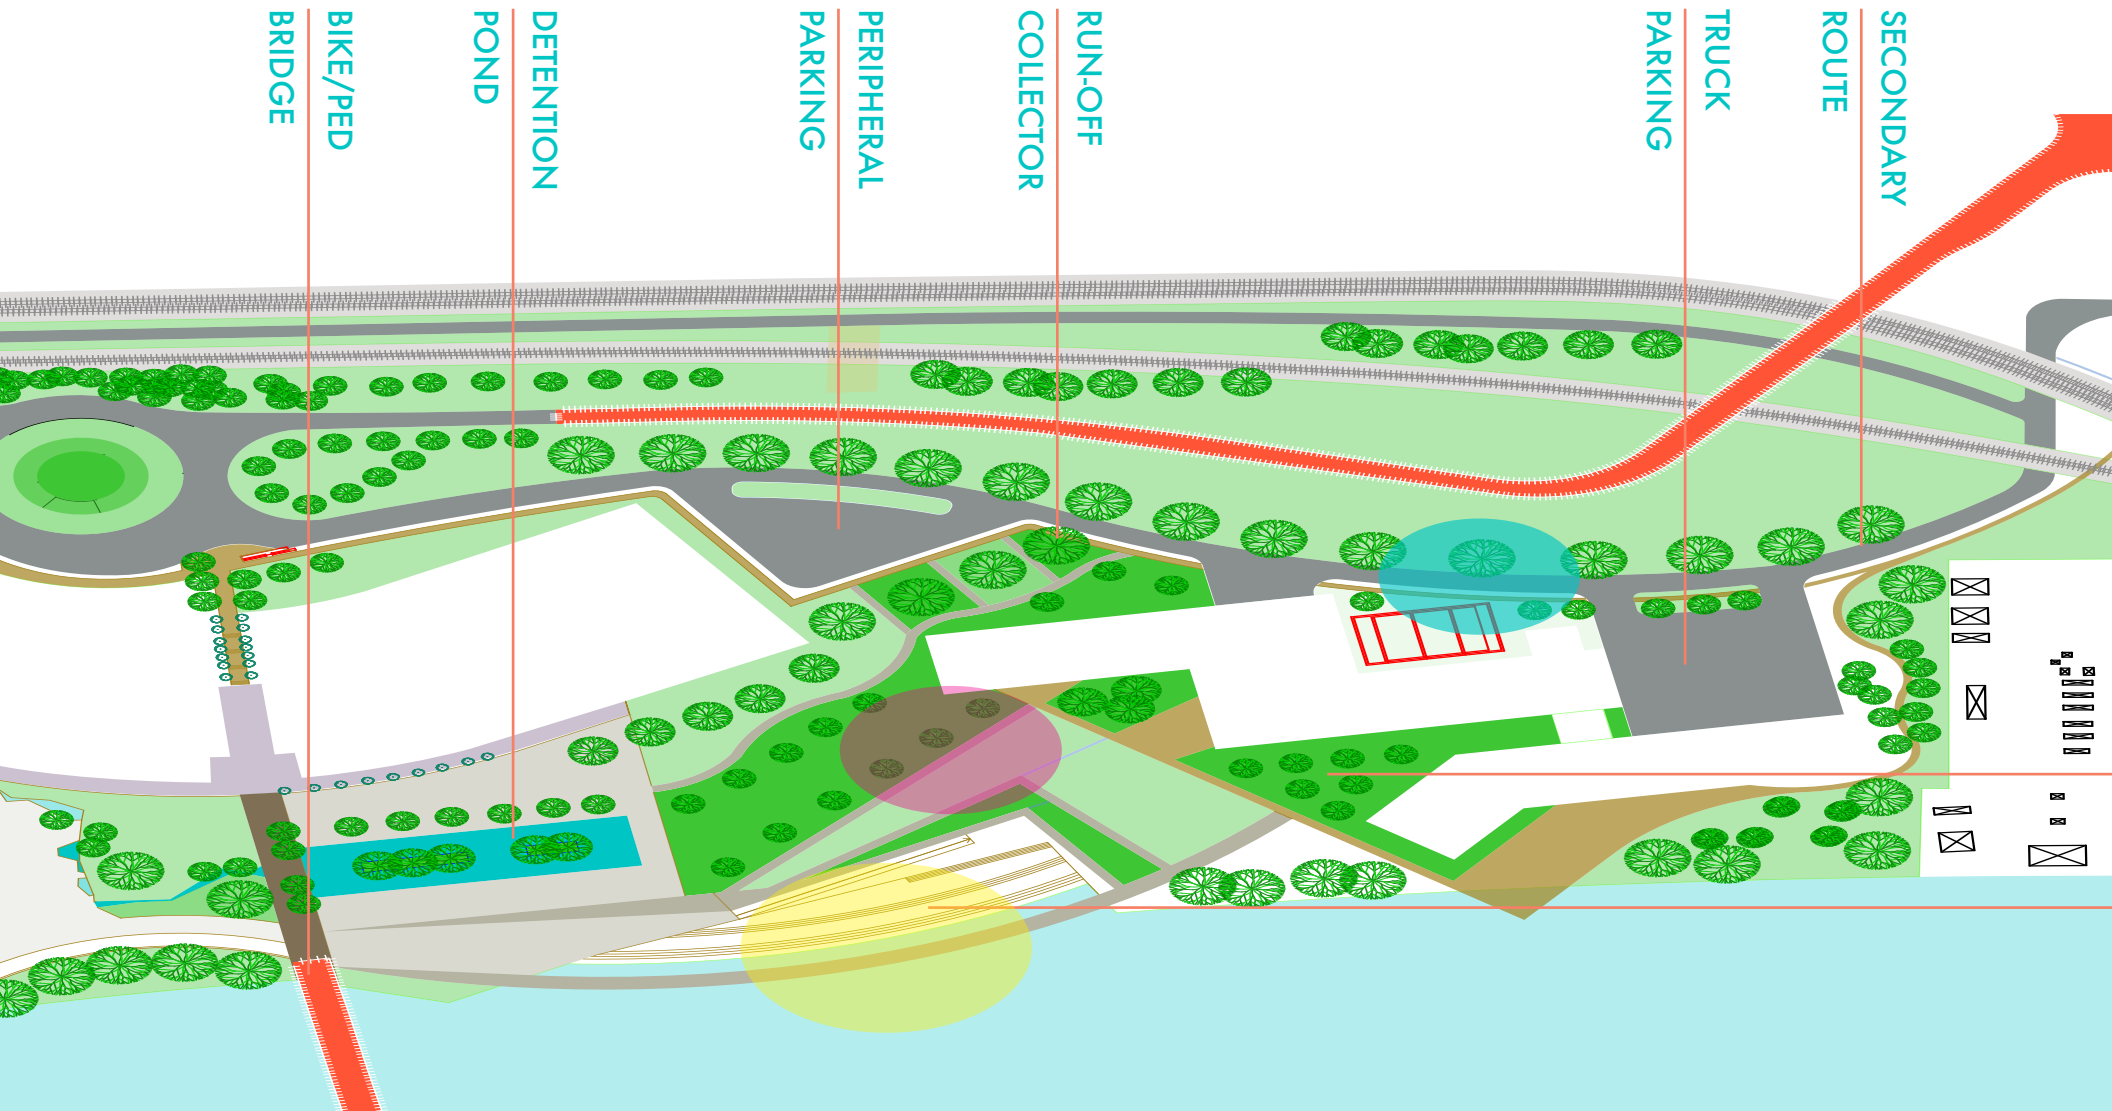 BIKE/PED
BRIDGE
DETENTION
POND
PERIPHERAL
PARKING
RUN-OFF
COLLECTOR
TRUCK
PARKING
SECONDARY
ROUTE